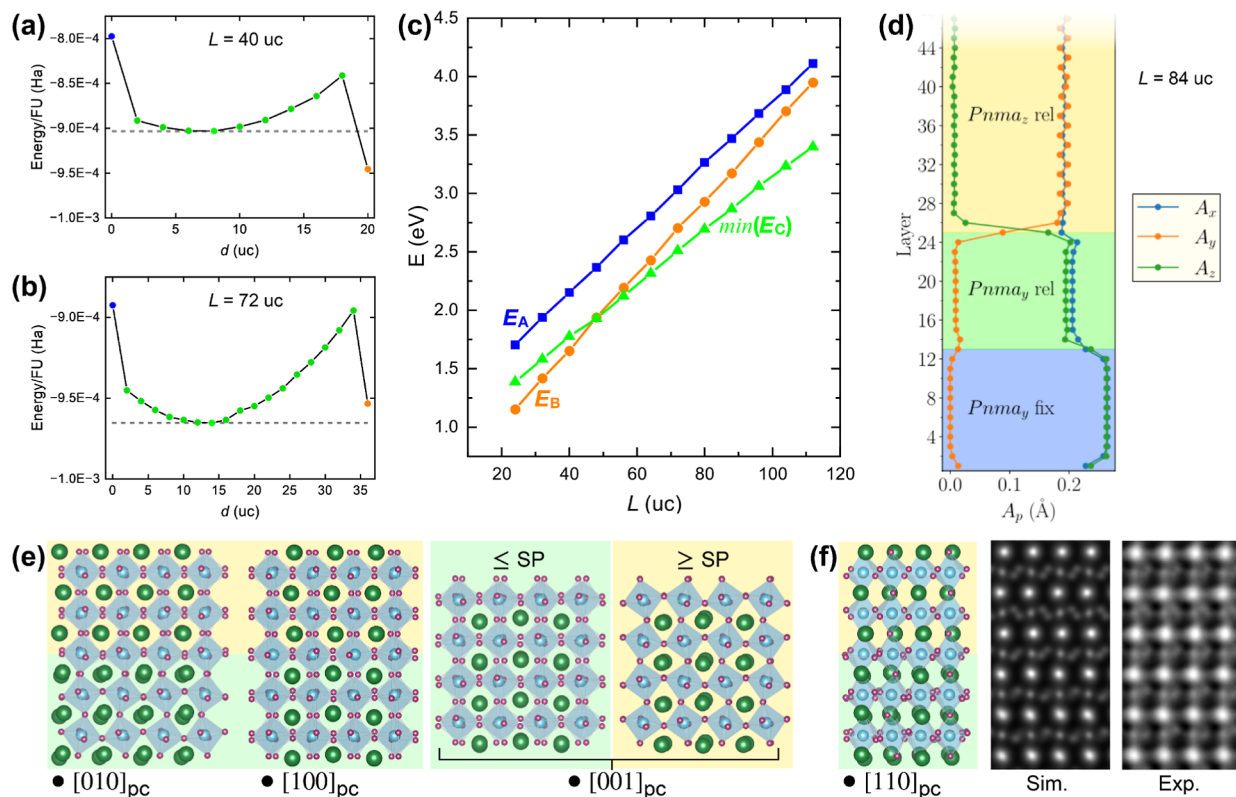 (a)
L = 40 uc
Energy/FU (Ha)
−8.0E−4
−8.5E−4
−9.0E−4
−9.5E−4
−1.0E−3
0 5 10 15 20
d (uc)
(b)
L = 72 uc
Energy/FU (Ha)
−9.0E−4
−9.5E−4
−1.0E−3
0 5 10 15 20 25 30 35
d (uc)
(c)
E (eV)
4.5
4.0
3.5
3.0
2.5
2.0
1.5
1.0
E_A
E_B
min(E_C)
20 40 60 80 100 120
L (uc)
(d)
L = 84 uc
Layer
44
40
36
32
28
24
20
16
12
8
4
Pnma_z rel
Pnma_y rel
Pnma_y fix
0.0 0.1 0.2
A_p (Å)
A_x
A_y
A_z
(e)
≤ SP
≥ SP
[010]pc
[100]pc
[001]pc
(f)
[110]pc
Sim.
Exp.